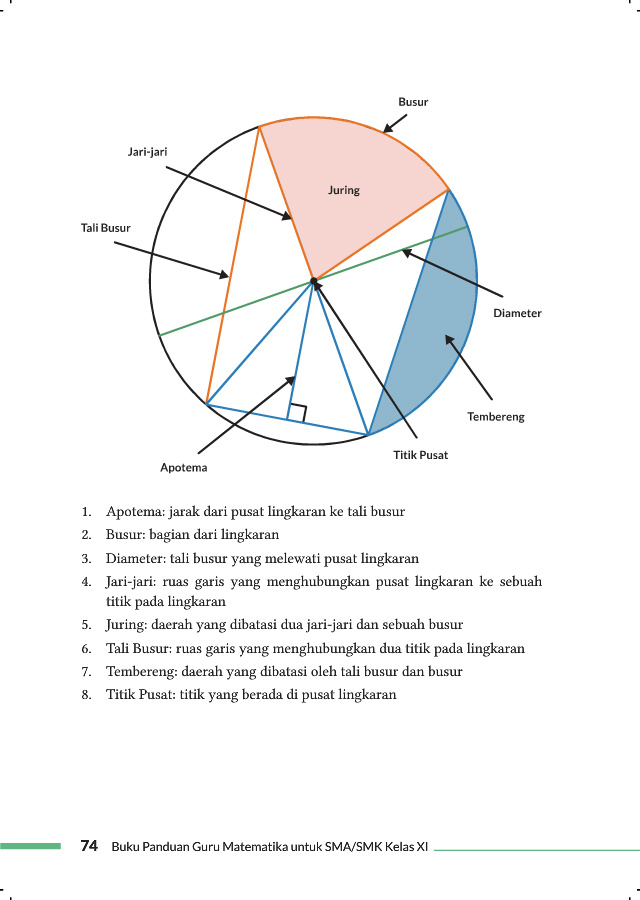 Busur
Jari-jari
Juring
Tali Busur
Diameter
Tembereng
Titik Pusat
Apotema
1. Apotema: jarak dari pusat lingkaran ke tali busur
2. Busur: bagian dari lingkaran
3. Diameter: tali busur yang melewati pusat lingkaran
4. Jari-jari: ruas garis yang menghubungkan pusat lingkaran ke sebuah
titik pada lingkaran
5. Juring: daerah yang dibatasi dua jari-jari dan sebuah busur
6. Tali Busur: ruas garis yang menghubungkan dua titik pada lingkaran
7. Tembereng: daerah yang dibatasi oleh tali busur dan busur
8. Titik Pusat: titik yang berada di pusat lingkaran
74 Buku Panduan Guru Matematika untuk SMA/SMK Kelas XI